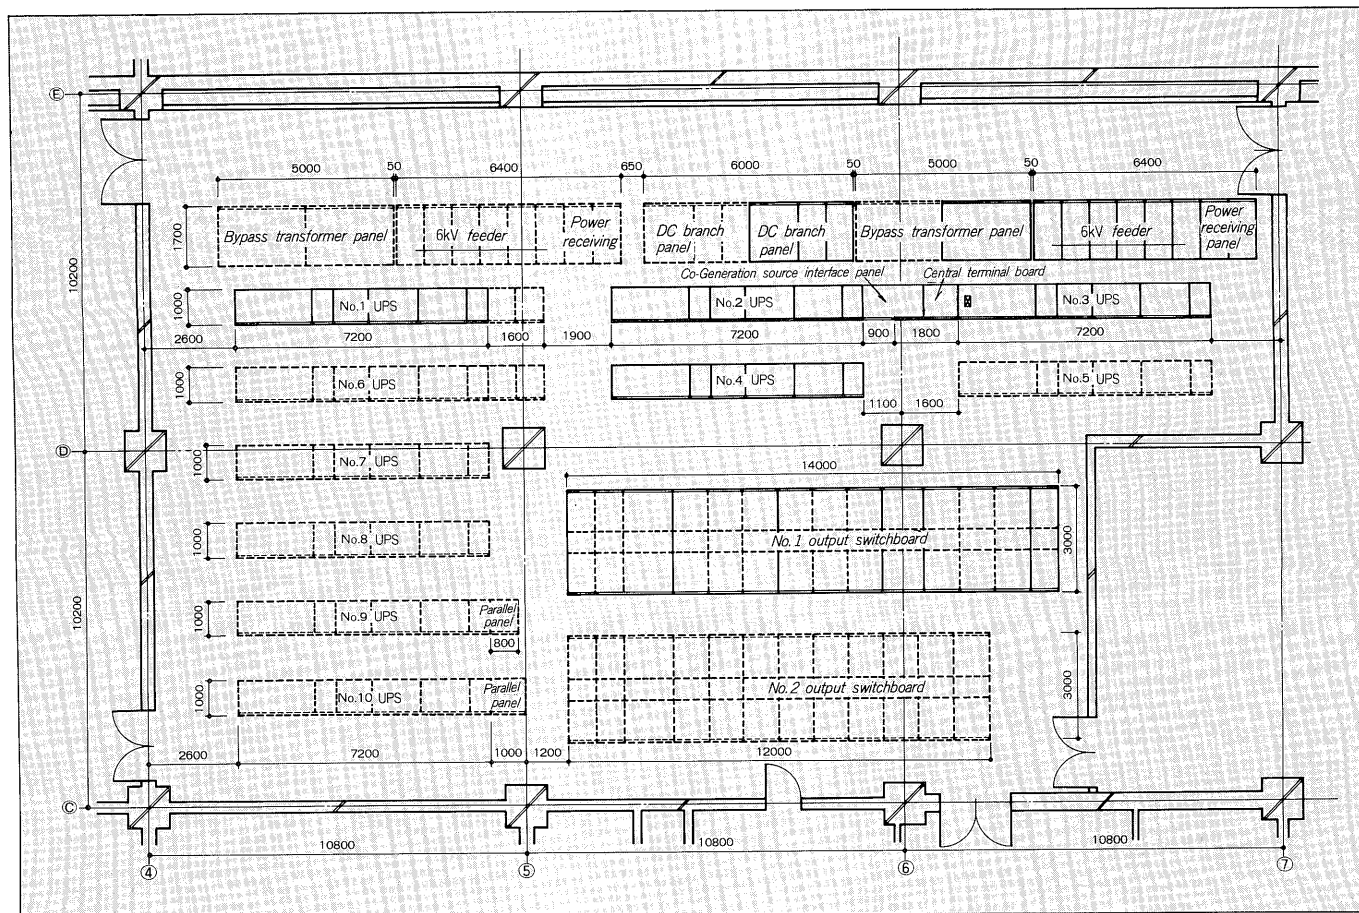 E
5000 50 6400 650 6000 50 5000 50 6400
1700
Bypass transformer panel
6kV feeder
Power
receiving
DC branch
panel
DC branch
panel
Bypass transformer panel
6kV feeder
Power
receiving
panel
10200
Co-Generation source interface panel
Central terminal board
1000
No.1 UPS
No.2 UPS
No.3 UPS
2600 7200 1600 1900 7200 900 1800 7200
1000
No.6 UPS
No.4 UPS
No.5 UPS
1100 1600
D
1000
No.7 UPS
14000
1000
No.8 UPS
No.1 output switchboard
3000
10200
1000
No.9 UPS
Parallel
panel
800
1000
No.10 UPS
Parallel
panel
No.2 output switchboard
3000
2600 7200 1000 1200 12000
C
10800 10800 10800
4 5 6 7